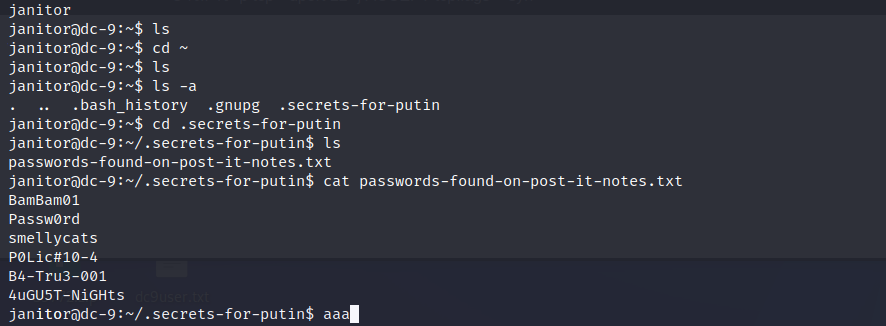 janitor
janitor@dc-9:~$ ls
janitor@dc-9:~$ cd ~
janitor@dc-9:~$ ls
janitor@dc-9:~$ ls -a
. .. .bash_history .gnupg .secrets-for-putin
janitor@dc-9:~$ cd .secrets-for-putin
janitor@dc-9:~/.secrets-for-putin$ ls
passwords-found-on-post-it-notes.txt
janitor@dc-9:~/.secrets-for-putin$ cat passwords-found-on-post-it-notes.txt
BamBam01
Passw0rd
smellycats
P0Lic#10-4
B4-Tru3-001
4uGU5T-NiGHts
janitor@dc-9:~/.secrets-for-putin$ aaa